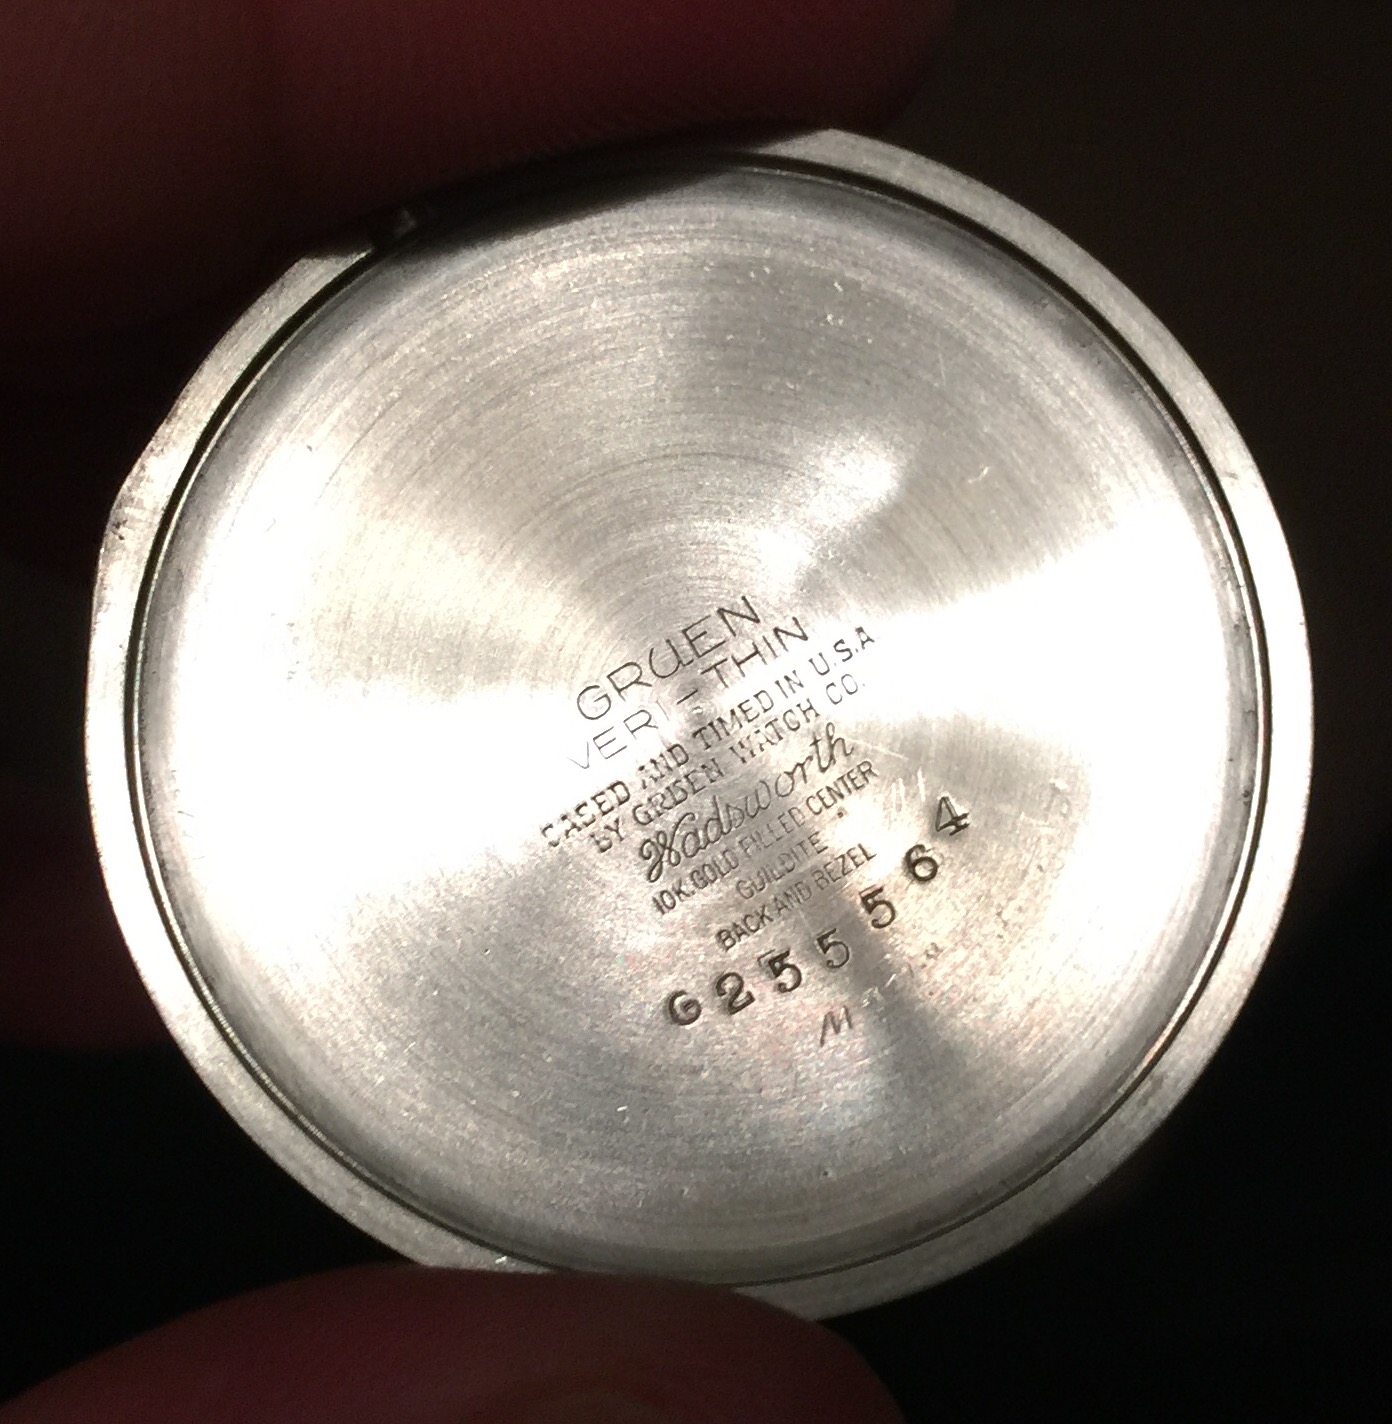 GRUEN
VERI-THIN
CASED AND TIMED IN U.S.A
BY GRUEN WATCH CO.
Wadsworth
10K. GOLD FILLED CENTER
GUILDITE
BACK AND BEZEL
G255564
M